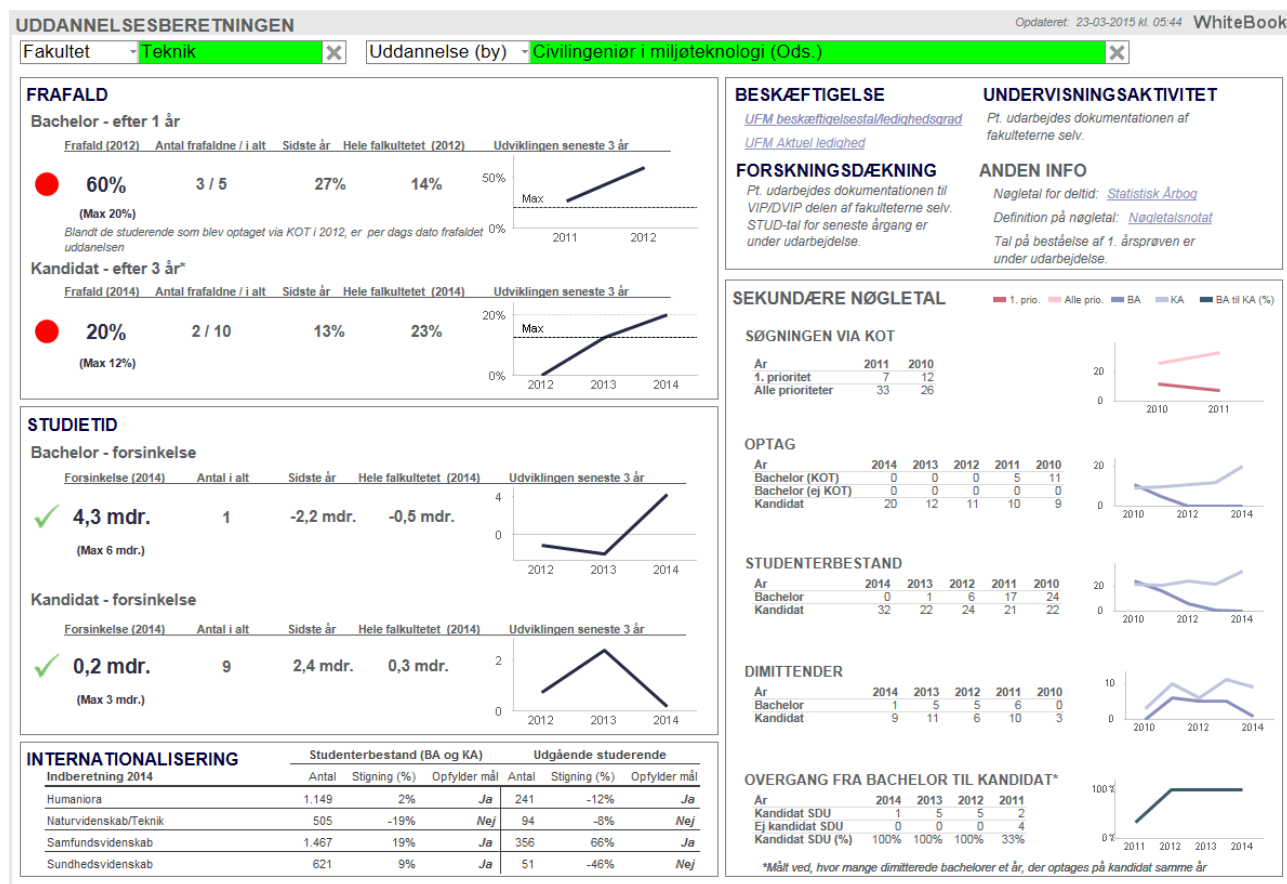 UDDANNELSESBERETNINGEN
Opdateret: 23-03-2015 kl. 05:44 WhiteBook
Fakultet Teknik Uddannelse (by) Civilingeniør i miljøteknologi (Ods.)
FRAFALD
Bachelor - efter 1 år
Frafald (2012) Antal frafaldne / i alt Sidste år Hele falkultetet (2012) Udviklingen seneste 3 år
60% 3 / 5 27% 14%
(Max 20%)
50%
Max
0%
2011 2012
Blandt de studerende som blev optaget via KOT i 2012, er per dags dato frafaldet
uddanelsen
Kandidat - efter 3 år*
Frafald (2014) Antal frafaldne / i alt Sidste år Hele falkultetet (2014) Udviklingen seneste 3 år
20% 2 / 10 13% 23%
(Max 12%)
20%
Max
0%
2012 2013 2014
STUDIETID
Bachelor - forsinkelse
Forsinkelse (2014) Antal i alt Sidste år Hele falkultetet (2014) Udviklingen seneste 3 år
4,3 mdr. 1 -2,2 mdr. -0,5 mdr.
(Max 6 mdr.)
4
0
2012 2013 2014
Kandidat - forsinkelse
Forsinkelse (2014) Antal i alt Sidste år Hele falkultetet (2014) Udviklingen seneste 3 år
0,2 mdr. 9 2,4 mdr. 0,3 mdr.
(Max 3 mdr.)
2
0
2012 2013 2014
INTERNATIONALISERING Studenterbestand (BA og KA) Udgående studerende
Indberetning 2014 Antal Stigning (%) Opfylder mål Antal Stigning (%) Opfylder mål
Humaniora 1.149 2% Ja 241 -12% Ja
Naturvidenskab/Teknik 505 -19% Nej 94 -8% Nej
Samfundsvidenskab 1.467 19% Ja 356 66% Ja
Sundhedsvidenskab 621 9% Ja 51 -46% Nej
BESKÆFTIGELSE
UFM beskæftigelsestal/ledighedsgrad
UFM Aktuel ledighed
UNDERVISNINGSAKTIVITET
Pt. udarbejdes dokumentationen af
fakulteterne selv.
FORSKNINGSDÆKNING
Pt. udarbejdes dokumentationen til
VIP/DVIP delen af fakulteterne selv.
STUD-tal for seneste årgang er
under udarbejdelse.
ANDEN INFO
Nøgletal for deltid: Statistisk Årbog
Definition på nøgletal: Nøgletalsnotat
Tal på beståelse af 1. årsprøven er
under udarbejdelse.
SEKUNDÆRE NØGLETAL 1. prio. Alle prio. BA KA BA til KA (%)
SØGNINGEN VIA KOT
År 2011 2010
1. prioritet 7 12
Alle prioriteter 33 26
20
0
2010 2011
OPTAG
År 2014 2013 2012 2011 2010
Bachelor (KOT) 0 0 0 5 11
Bachelor (ej KOT) 0 0 0 0 0
Kandidat 20 12 11 10 9
20
0
2010 2012 2014
STUDENTERBESTAND
År 2014 2013 2012 2011 2010
Bachelor 0 1 6 17 24
Kandidat 32 22 24 21 22
20
0
2010 2012 2014
DIMITTENDER
År 2014 2013 2012 2011 2010
Bachelor 1 5 5 6 0
Kandidat 9 11 6 10 3
10
0
2010 2012 2014
OVERGANG FRA BACHELOR TIL KANDIDAT*
År 2014 2013 2012 2011
Kandidat SDU 1 5 5 2
Ej kandidat SDU 0 0 0 4
Kandidat SDU (%) 100% 100% 100% 33%
100 %
0 %
2011 2012 2013 2014
*Målt ved, hvor mange dimitterede bachelorer et år, der optages på kandidat samme år